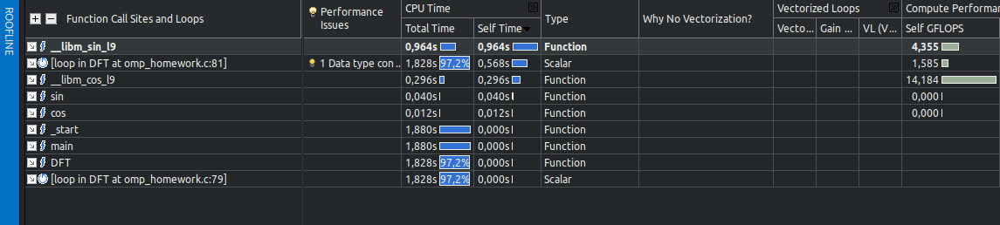 ROOFLINE
+ − Function Call Sites and Loops Performance Issues CPU Time Type Why No Vectorization? Vectorized Loops Compute Performar
Total Time Self Time Vecto... Gain ... VL (V... Self GFLOPS
__libm_sin_l9 0,964s 0,964s Function 4,355
[loop in DFT at omp_homework.c:81] 1 Data type con... 1,828s 97,2% 0,568s Scalar 1,585
__libm_cos_l9 0,296s 0,296s Function 14,184
sin 0,040s 0,040s Function 0,000
cos 0,012s 0,012s Function 0,000
_start 1,880s 0,000s Function
main 1,880s 0,000s Function
DFT 1,828s 97,2% 0,000s Function
[loop in DFT at omp_homework.c:79] 1,828s 97,2% 0,000s Scalar